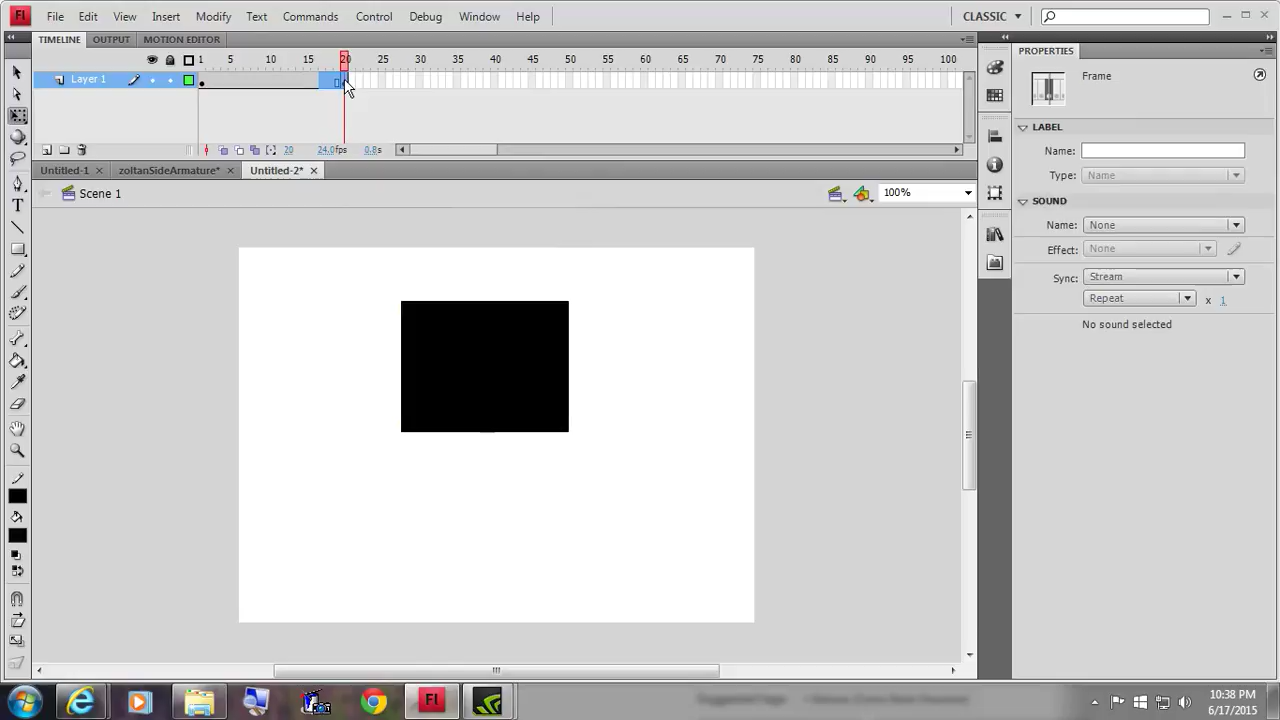 Fl File Edit View Insert Modify Text Commands Control Debug Window Help CLASSIC
TIMELINE OUTPUT MOTION EDITOR
1 5 10 15 20 25 30 35 40 45 50 55 60 65 70 75 80 85 90 95 100
Layer 1
20 24.0fps 0.8s
Untitled-1 × zoltanSideArmature* × Untitled-2* ×
Scene 1 100%
PROPERTIES
Frame
LABEL
Name:
Type: Name
SOUND
Name: None
Effect: None
Sync: Stream
Repeat x 1
No sound selected
Fl
10:38 PM
6/17/2015